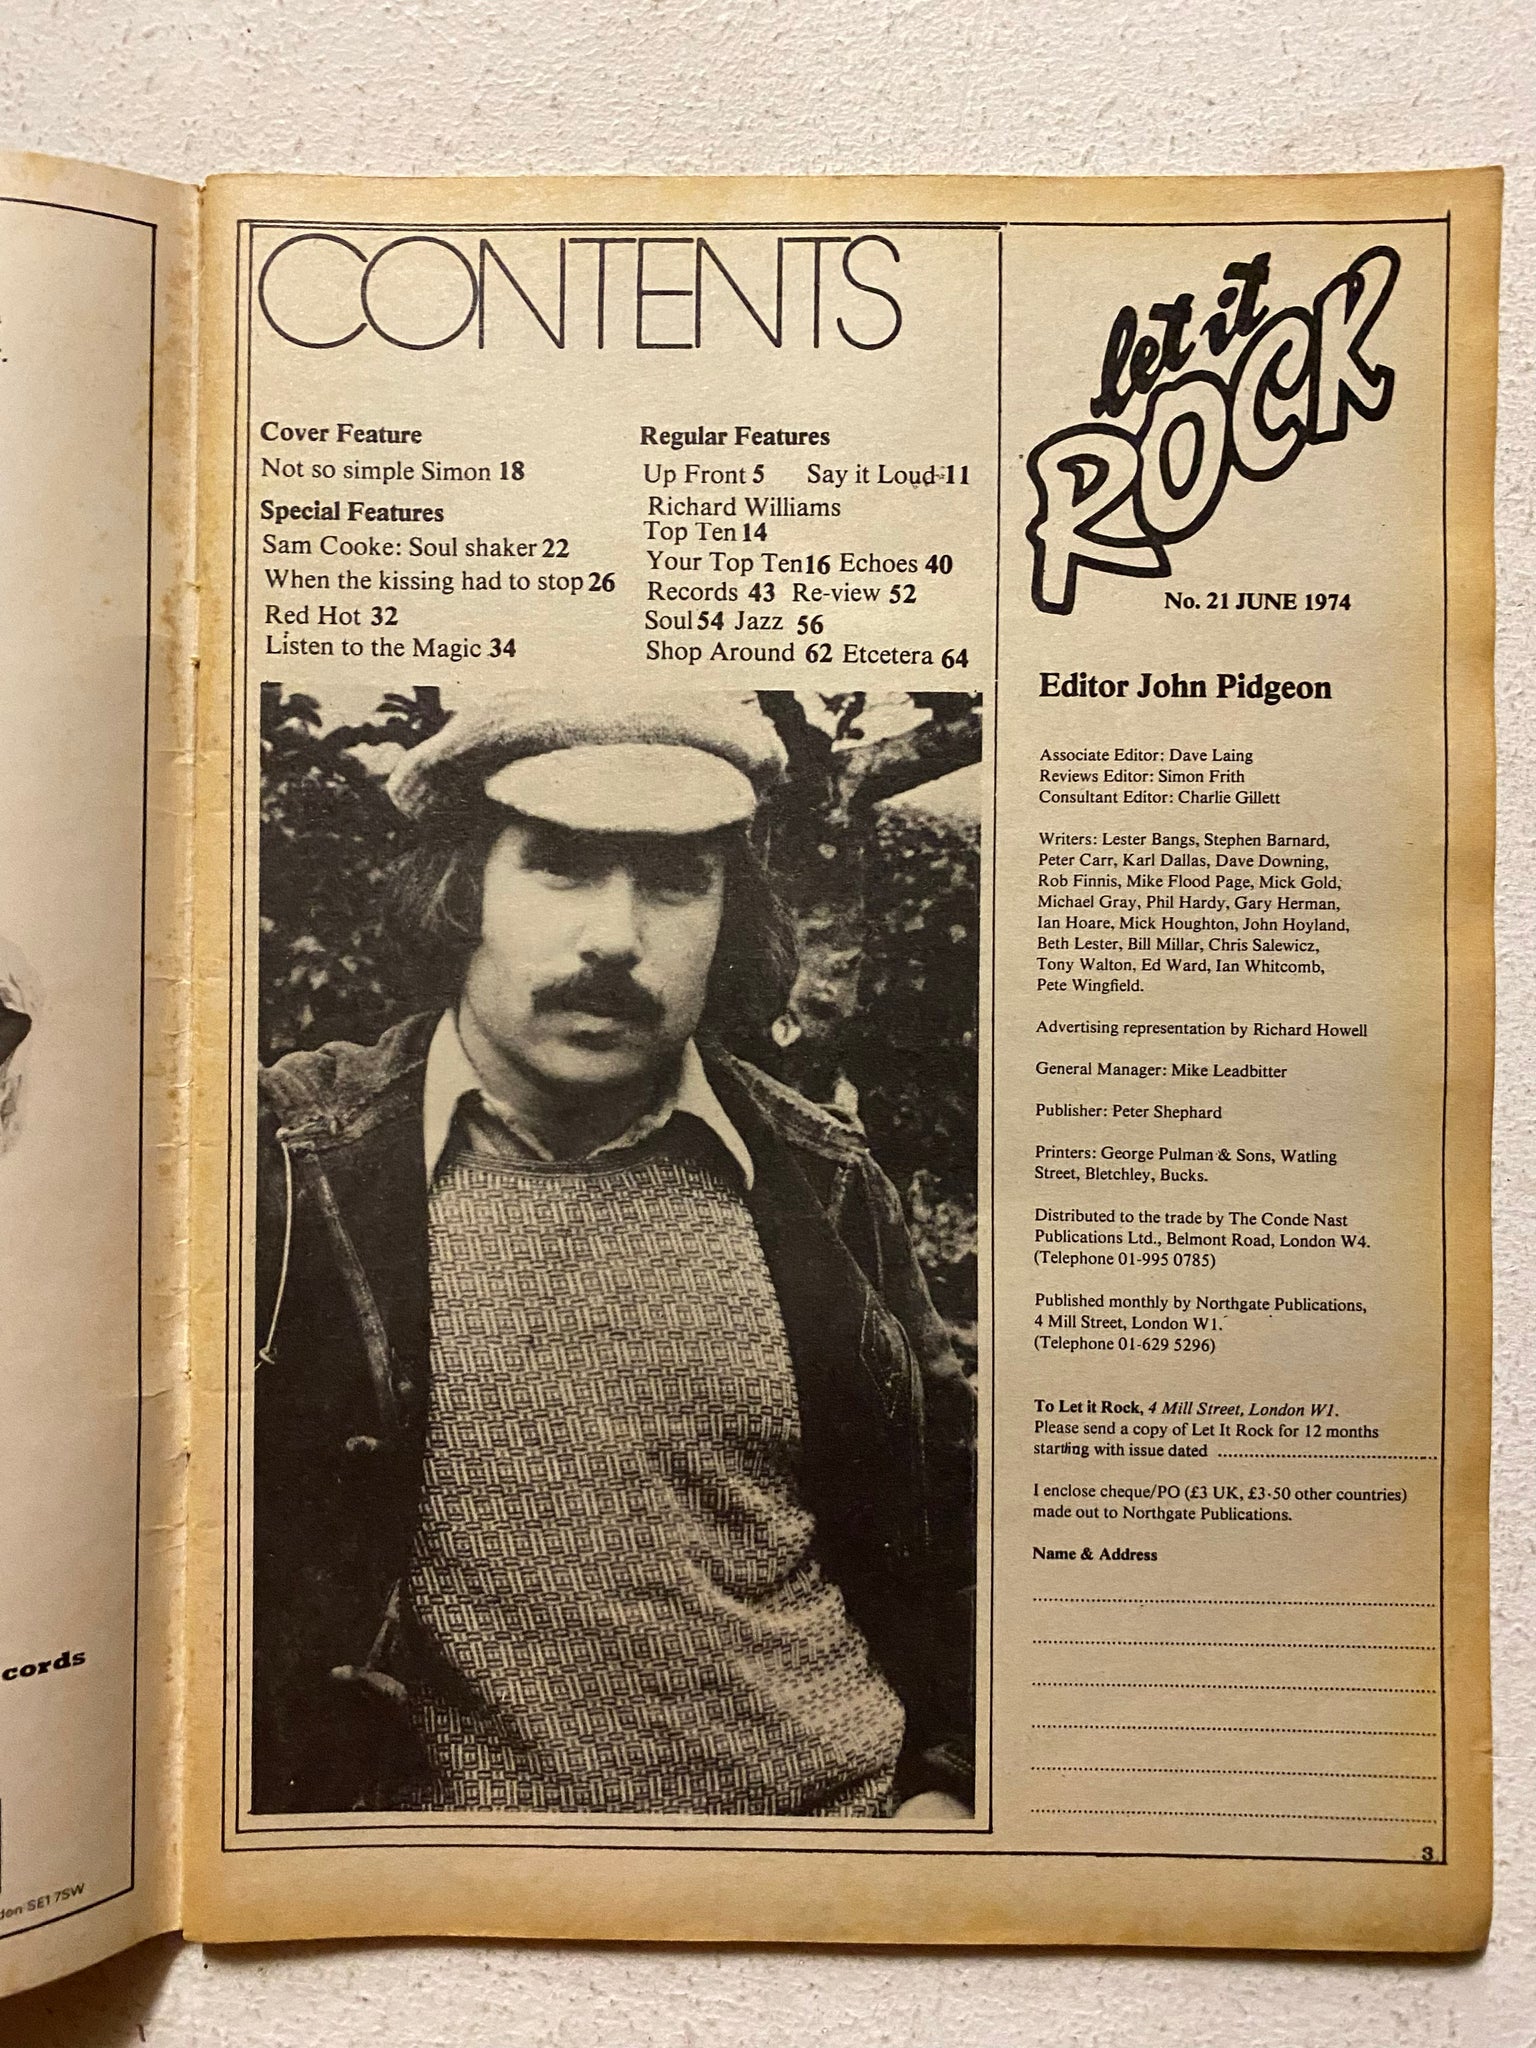 cords
don SE1 7SW
CONTENTS
Cover Feature
Not so simple Simon 18
Special Features
Sam Cooke: Soul shaker 22
When the kissing had to stop 26
Red Hot 32
Listen to the Magic 34
Regular Features
Up Front 5 Say it Loud 11
Richard Williams
Top Ten 14
Your Top Ten 16 Echoes 40
Records 43 Re-view 52
Soul 54 Jazz 56
Shop Around 62 Etcetera 64
let it
ROCK
No. 21 JUNE 1974
Editor John Pidgeon
Associate Editor: Dave Laing
Reviews Editor: Simon Frith
Consultant Editor: Charlie Gillett
Writers: Lester Bangs, Stephen Barnard,
Peter Carr, Karl Dallas, Dave Downing,
Rob Finnis, Mike Flood Page, Mick Gold,
Michael Gray, Phil Hardy, Gary Herman,
Ian Hoare, Mick Houghton, John Hoyland,
Beth Lester, Bill Millar, Chris Salewicz,
Tony Walton, Ed Ward, Ian Whitcomb,
Pete Wingfield.
Advertising representation by Richard Howell
General Manager: Mike Leadbitter
Publisher: Peter Shephard
Printers: George Pulman & Sons, Watling
Street, Bletchley, Bucks.
Distributed to the trade by The Conde Nast
Publications Ltd., Belmont Road, London W4.
(Telephone 01-995 0785)
Published monthly by Northgate Publications,
4 Mill Street, London W1.
(Telephone 01-629 5296)
To Let it Rock, 4 Mill Street, London W1.
Please send a copy of Let It Rock for 12 months
starting with issue dated
I enclose cheque/PO (£3 UK, £3·50 other countries)
made out to Northgate Publications.
Name & Address
3